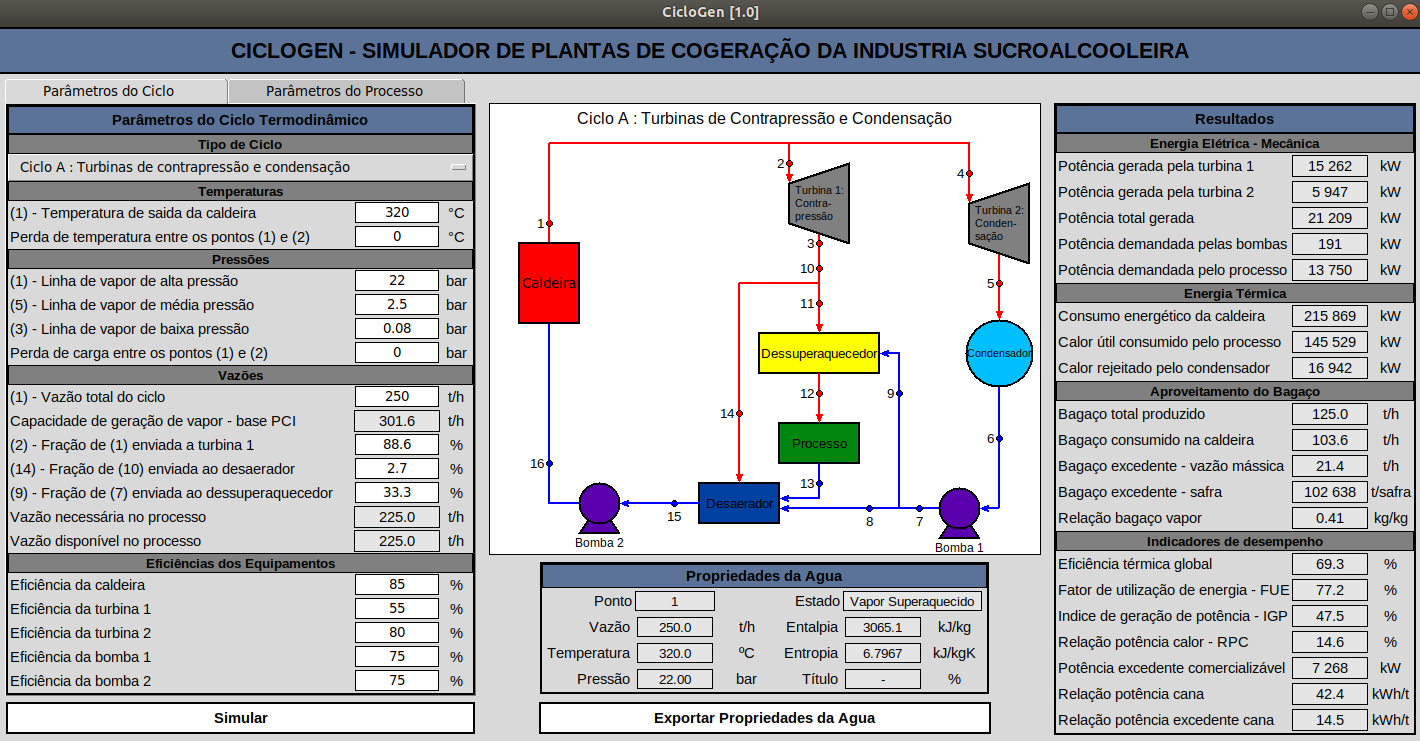 CicloGen [1.0]
CICLOGEN - SIMULADOR DE PLANTAS DE COGERAÇÃO DA INDUSTRIA SUCROALCOOLEIRA
Parâmetros do Ciclo
Parâmetros do Processo
Parâmetros do Ciclo Termodinâmico
Tipo de Ciclo
Ciclo A : Turbinas de contrapressão e condensação
Temperaturas
(1) - Temperatura de saida da caldeira 320 °C
Perda de temperatura entre os pontos (1) e (2) 0 °C
Pressões
(1) - Linha de vapor de alta pressão 22 bar
(5) - Linha de vapor de média pressão 2.5 bar
(3) - Linha de vapor de baixa pressão 0.08 bar
Perda de carga entre os pontos (1) e (2) 0 bar
Vazões
(1) - Vazão total do ciclo 250 t/h
Capacidade de geração de vapor - base PCI 301.6 t/h
(2) - Fração de (1) enviada a turbina 1 88.6 %
(14) - Fração de (10) enviada ao desaerador 2.7 %
(9) - Fração de (7) enviada ao dessuperaquecedor 33.3 %
Vazão necessária no processo 225.0 t/h
Vazão disponível no processo 225.0 t/h
Eficiências dos Equipamentos
Eficiência da caldeira 85 %
Eficiência da turbina 1 55 %
Eficiência da turbina 2 80 %
Eficiência da bomba 1 75 %
Eficiência da bomba 2 75 %
Simular
Ciclo A : Turbinas de Contrapressão e Condensação
2
4
Turbina 1:
Contra-
pressão
Turbina 2:
Conden-
sação
1
3
10
5
Caldeira
11
Dessuperaquecedor
Condensador
12
9
14
Processo
6
16
13
Desaerador
15
8
7
Bomba 2
Bomba 1
Propriedades da Agua
Ponto 1 Estado Vapor Superaquecido
Vazão 250.0 t/h Entalpia 3065.1 kJ/kg
Temperatura 320.0 ºC Entropia 6.7967 kJ/kgK
Pressão 22.00 bar Título - %
Exportar Propriedades da Agua
Resultados
Energia Elétrica - Mecânica
Potência gerada pela turbina 1 15 262 kW
Potência gerada pela turbina 2 5 947 kW
Potência total gerada 21 209 kW
Potência demandada pelas bombas 191 kW
Potência demandada pelo processo 13 750 kW
Energia Térmica
Consumo energético da caldeira 215 869 kW
Calor útil consumido pelo processo 145 529 kW
Calor rejeitado pelo condensador 16 942 kW
Aproveitamento do Bagaço
Bagaço total produzido 125.0 t/h
Bagaço consumido na caldeira 103.6 t/h
Bagaço excedente - vazão mássica 21.4 t/h
Bagaço excedente - safra 102 638 t/safra
Relação bagaço vapor 0.41 kg/kg
Indicadores de desempenho
Eficiência térmica global 69.3 %
Fator de utilização de energia - FUE 77.2 %
Indice de geração de potência - IGP 47.5 %
Relação potência calor - RPC 14.6 %
Potência excedente comercializável 7 268 kW
Relação potência cana 42.4 kWh/t
Relação potência excedente cana 14.5 kWh/t